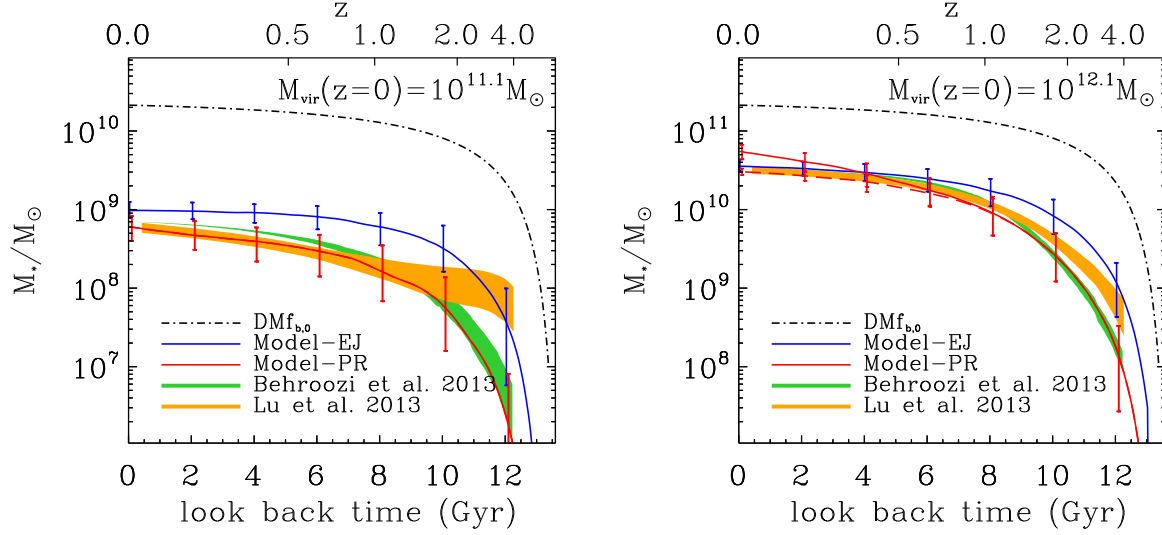 z
0.0 0.5 1.0 2.0 4.0
M_vir(z=0)=10^11.1 M_⊙
10^10
10^9
10^8
10^7
M_*/M_⊙
DMf_b,0
Model-EJ
Model-PR
Behroozi et al. 2013
Lu et al. 2013
0 2 4 6 8 10 12
look back time (Gyr)
z
0.0 0.5 1.0 2.0 4.0
M_vir(z=0)=10^12.1 M_⊙
10^11
10^10
10^9
10^8
M_*/M_⊙
DMf_b,0
Model-EJ
Model-PR
Behroozi et al. 2013
Lu et al. 2013
0 2 4 6 8 10 12
look back time (Gyr)